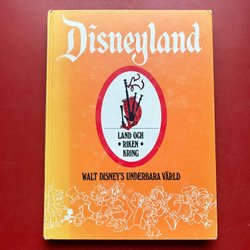 Disneyland
LAND OCH
• RIKEN •
KRING
WALT DISNEY'S UNDERBARA VÄRLD